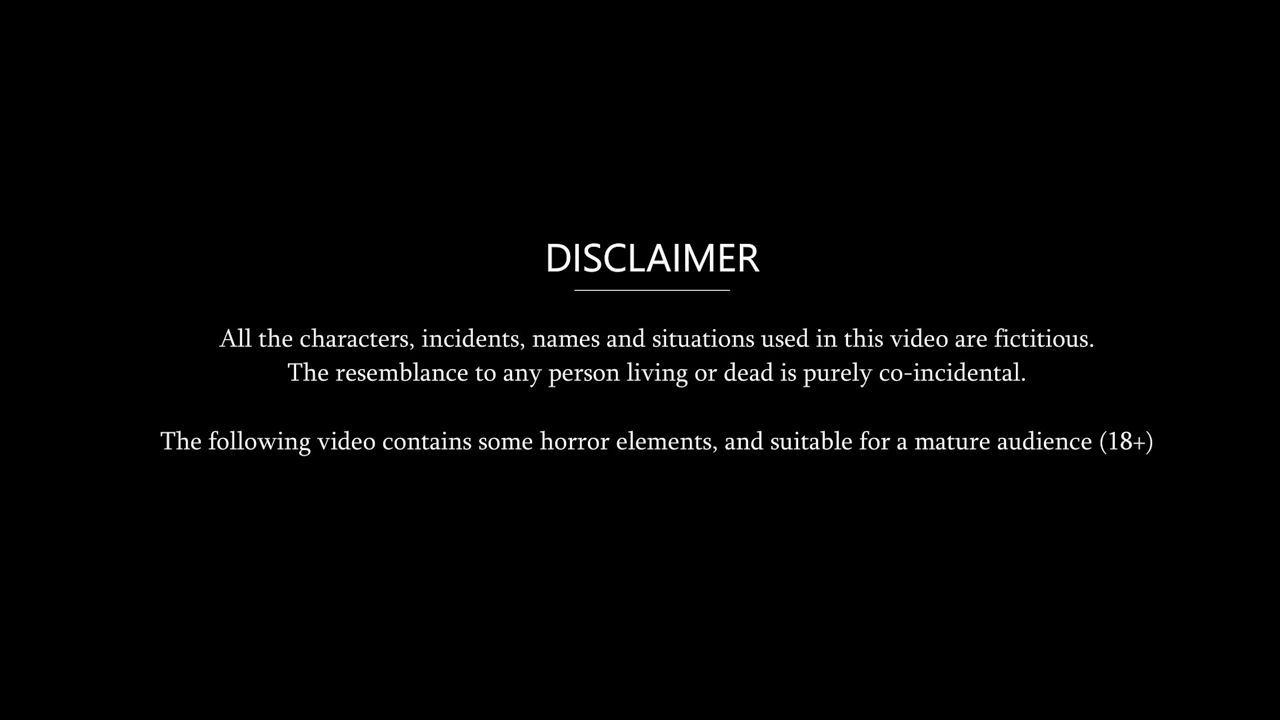 DISCLAIMER
All the characters, incidents, names and situations used in this video are fictitious.
The resemblance to any person living or dead is purely co-incidental.
The following video contains some horror elements, and suitable for a mature audience (18+)